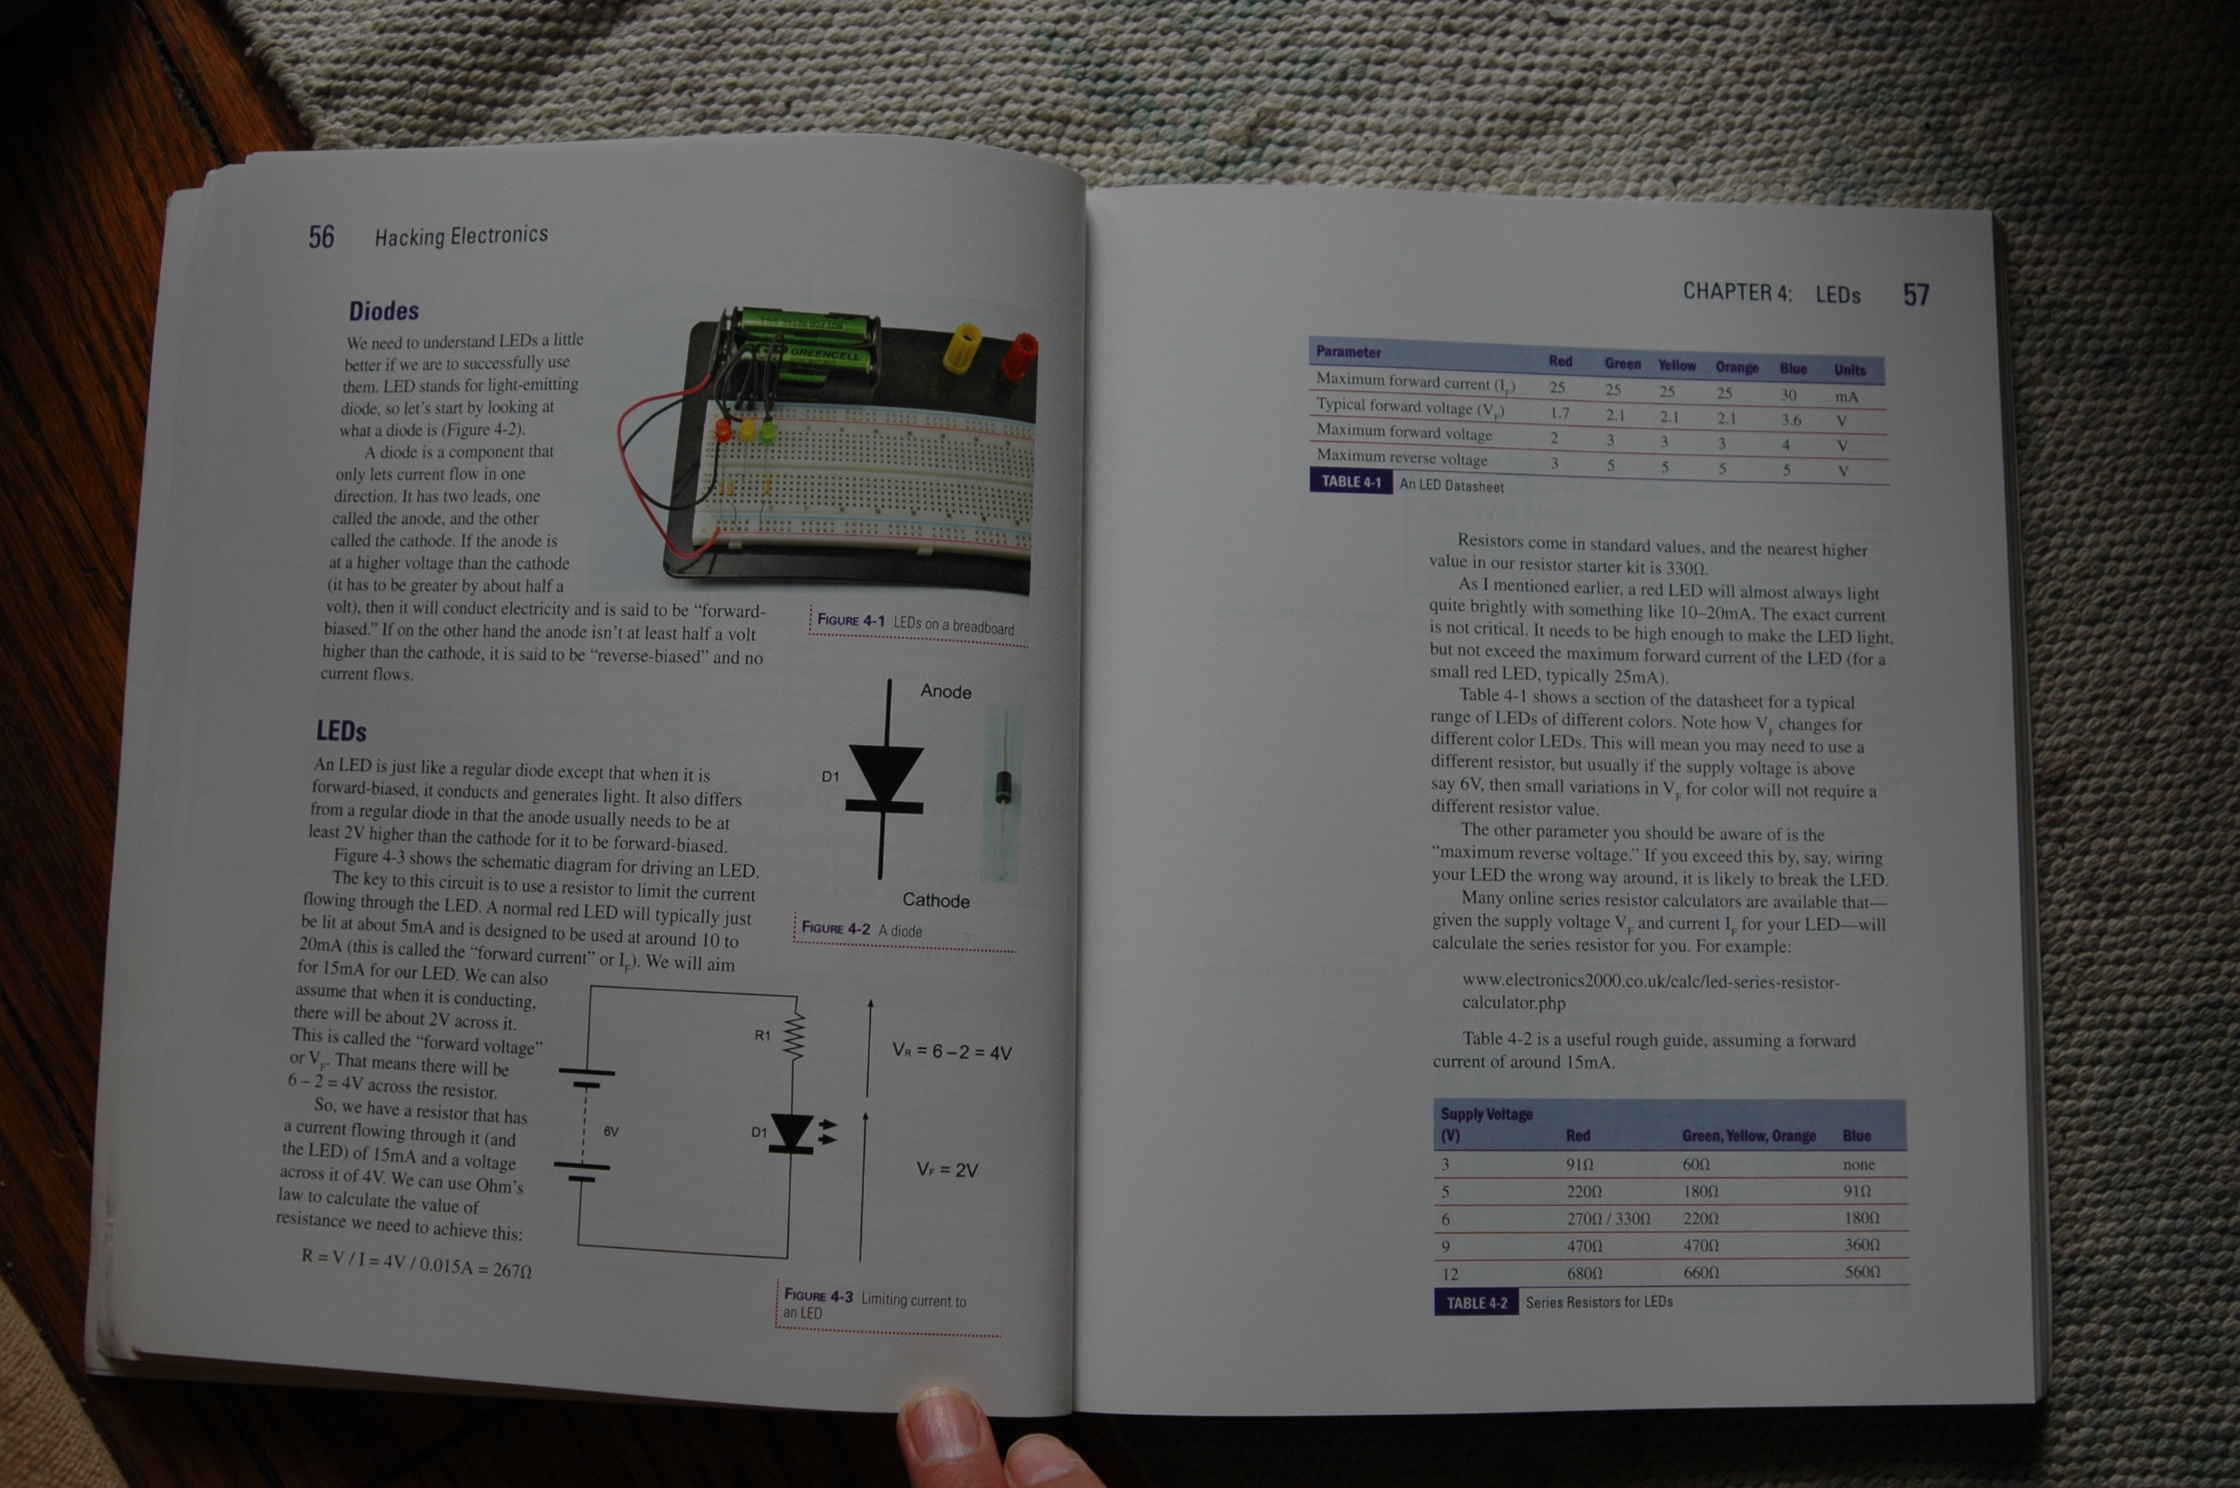 56 Hacking Electronics
Diodes
We need to understand LEDs a little
better if we are to successfully use
them. LED stands for light-emitting
diode, so let's start by looking at
what a diode is (Figure 4-2).
A diode is a component that
only lets current flow in one
direction. It has two leads, one
called the anode, and the other
called the cathode. If the anode is
at a higher voltage than the cathode
(it has to be greater by about half a
volt), then it will conduct electricity and is said to be "forward-
biased." If on the other hand the anode isn't at least half a volt
higher than the cathode, it is said to be "reverse-biased" and no
current flows.
GREENCELL
FIGURE 4-1 LEDs on a breadboard
LEDs
An LED is just like a regular diode except that when it is
forward-biased, it conducts and generates light. It also differs
from a regular diode in that the anode usually needs to be at
least 2V higher than the cathode for it to be forward-biased.
Figure 4-3 shows the schematic diagram for driving an LED.
The key to this circuit is to use a resistor to limit the current
flowing through the LED. A normal red LED will typically just
be lit at about 5mA and is designed to be used at around 10 to
20mA (this is called the "forward current" or IF). We will aim
for 15mA for our LED. We can also
assume that when it is conducting,
there will be about 2V across it.
This is called the "forward voltage"
or VF. That means there will be
6 – 2 = 4V across the resistor.
So, we have a resistor that has
a current flowing through it (and
the LED) of 15mA and a voltage
across it of 4V. We can use Ohm's
law to calculate the value of
resistance we need to achieve this:
R = V / I = 4V / 0.015A = 267Ω
Anode
D1
Cathode
FIGURE 4-2 A diode
R1
VR = 6 – 2 = 4V
6V
D1
VF = 2V
FIGURE 4-3 Limiting current to
an LED
CHAPTER 4: LEDs 57
Parameter Red Green Yellow Orange Blue Units
Maximum forward current (IF) 25 25 25 25 30 mA
Typical forward voltage (VF) 1.7 2.1 2.1 2.1 3.6 V
Maximum forward voltage 2 3 3 3 4 V
Maximum reverse voltage 3 5 5 5 5 V
TABLE 4-1 An LED Datasheet
Resistors come in standard values, and the nearest higher
value in our resistor starter kit is 330Ω.
As I mentioned earlier, a red LED will almost always light
quite brightly with something like 10–20mA. The exact current
is not critical. It needs to be high enough to make the LED light,
but not exceed the maximum forward current of the LED (for a
small red LED, typically 25mA).
Table 4-1 shows a section of the datasheet for a typical
range of LEDs of different colors. Note how VF changes for
different color LEDs. This will mean you may need to use a
different resistor, but usually if the supply voltage is above
say 6V, then small variations in VF for color will not require a
different resistor value.
The other parameter you should be aware of is the
"maximum reverse voltage." If you exceed this by, say, wiring
your LED the wrong way around, it is likely to break the LED.
Many online series resistor calculators are available that—
given the supply voltage VF and current IF for your LED—will
calculate the series resistor for you. For example:
www.electronics2000.co.uk/calc/led-series-resistor-
calculator.php
Table 4-2 is a useful rough guide, assuming a forward
current of around 15mA.
Supply Voltage
(V) Red Green, Yellow, Orange Blue
3 91Ω 60Ω none
5 220Ω 180Ω 91Ω
6 270Ω / 330Ω 220Ω 180Ω
9 470Ω 470Ω 360Ω
12 680Ω 660Ω 560Ω
TABLE 4-2 Series Resistors for LEDs